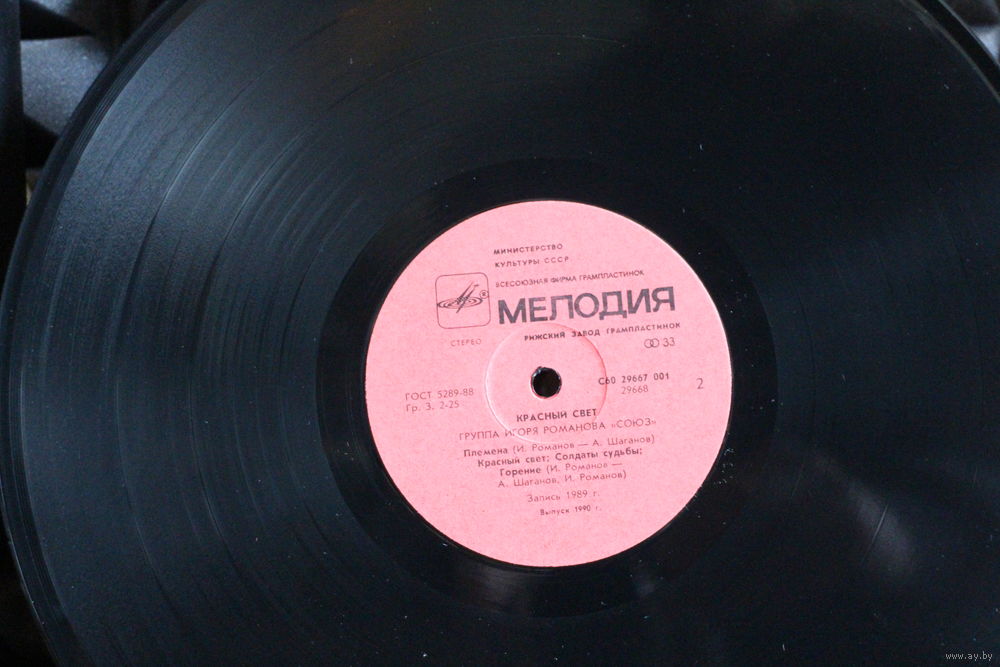 МИНИСТЕРСТВО
КУЛЬТУРЫ СССР
ВСЕСОЮЗНАЯ ФИРМА ГРАМПЛАСТИНОК
МЕЛОДИЯ
®
РИЖСКИЙ ЗАВОД ГРАМПЛАСТИНОК
СТЕРЕО
33
ГОСТ 5289-88
Гр. 3. 2-25
С60 29667 001
29668
2
КРАСНЫЙ СВЕТ
ГРУППА ИГОРЯ РОМАНОВА «СОЮЗ»
Племена (И. Романов — А. Шаганов)
Красный свет; Солдаты судьбы;
Горение (И. Романов —
А. Шаганов, И. Романов)
Запись 1989 г.
Выпуск 1990 г.
www.ay.by